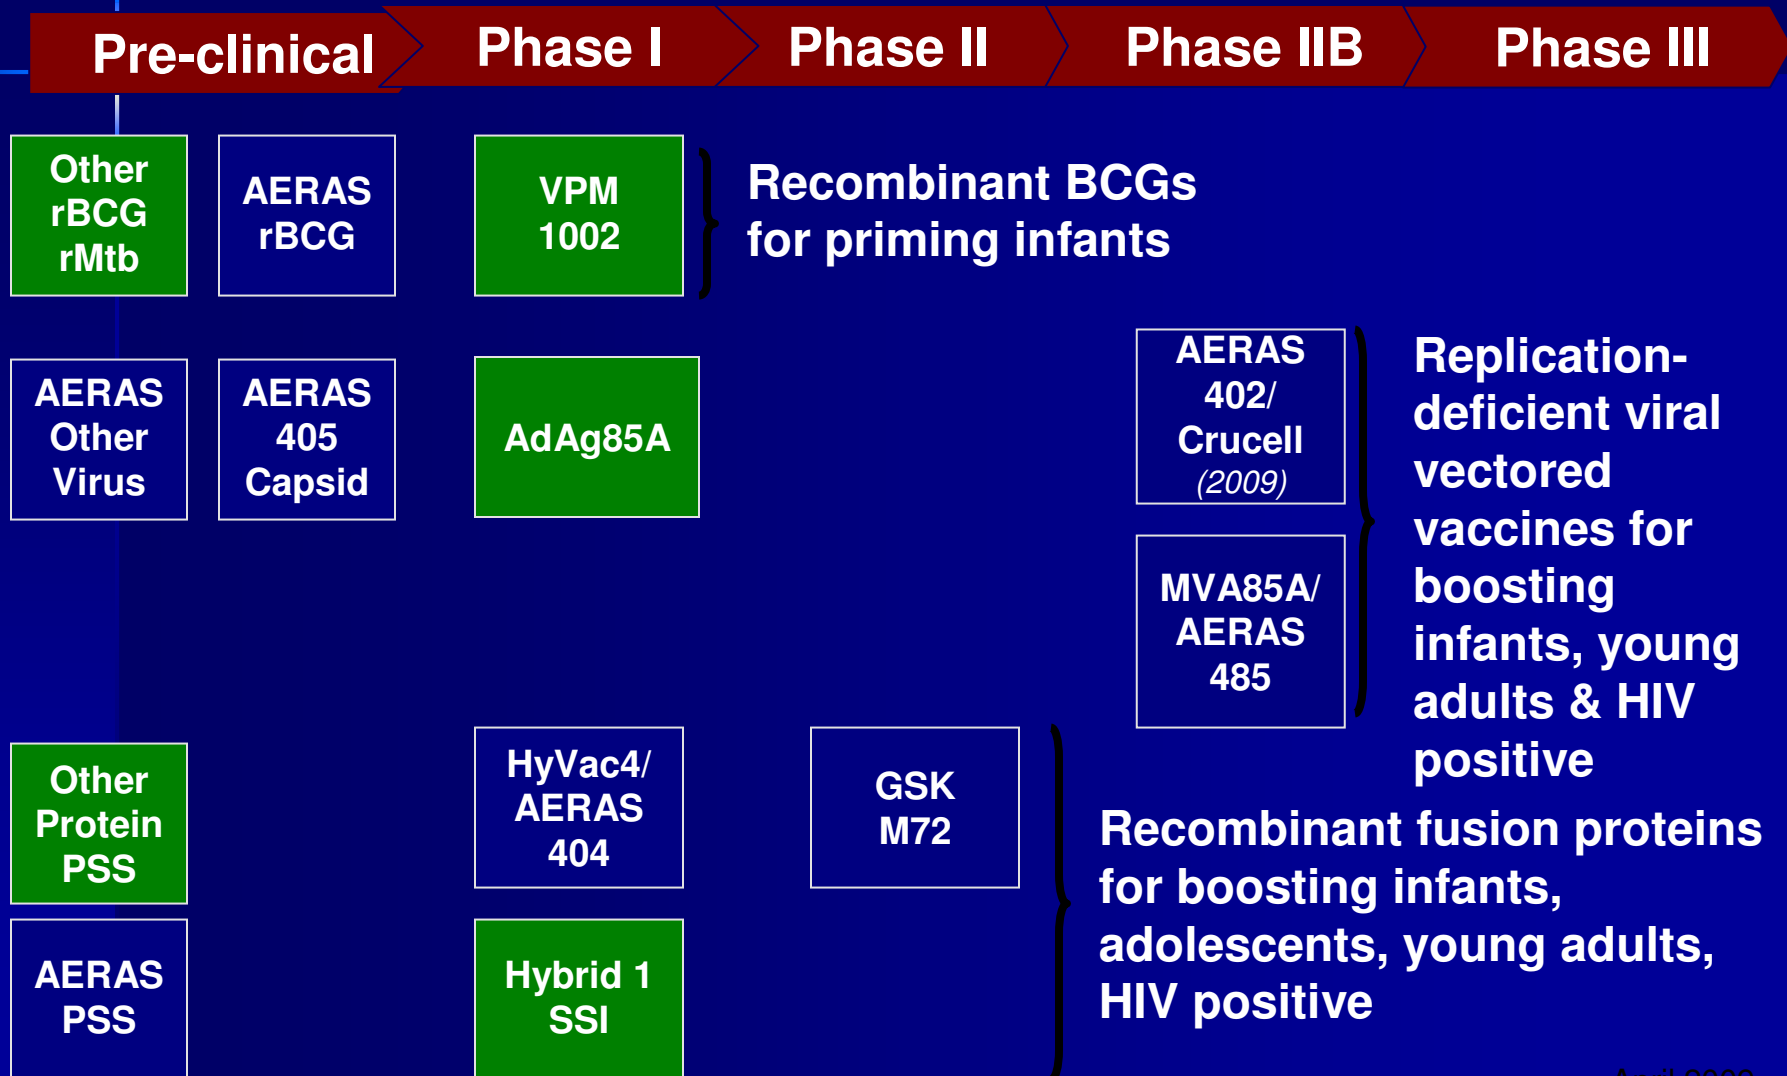 Pre-clinical
Phase I
Phase II
Phase IIB
Phase III
Other
rBCG
rMtb
AERAS
rBCG
VPM
1002
Recombinant BCGs
for priming infants
AERAS
Other
Virus
AERAS
405
Capsid
AdAg85A
AERAS
402/
Crucell
(2009)
MVA85A/
AERAS
485
Replication-
deficient viral
vectored
vaccines for
boosting
infants, young
adults & HIV
positive
Other
Protein
PSS
HyVac4/
AERAS
404
GSK
M72
Recombinant fusion proteins
for boosting infants,
adolescents, young adults,
HIV positive
AERAS
PSS
Hybrid 1
SSI